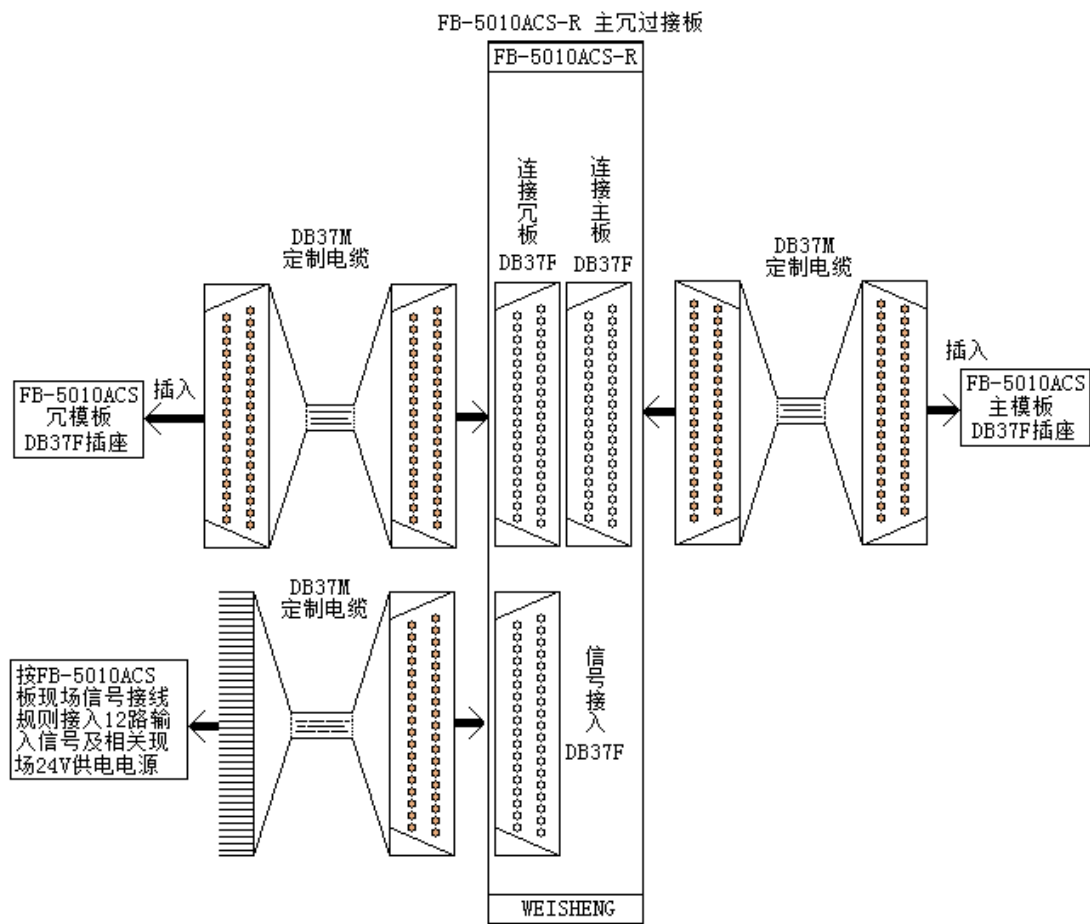 FB-5010ACS-R 主冗过接板
FB-5010ACS-R
连接冗板
DB37F
连接主板
DB37F
DB37M
定制电缆
DB37M
定制电缆
插入
FB-5010ACS
冗模板
DB37F插座
插入
FB-5010ACS
主模板
DB37F插座
DB37M
定制电缆
按FB-5010ACS
板现场信号接线
规则接入12路输
入信号及相关现
场24V供电电源
信号接入
DB37F
WEISHENG